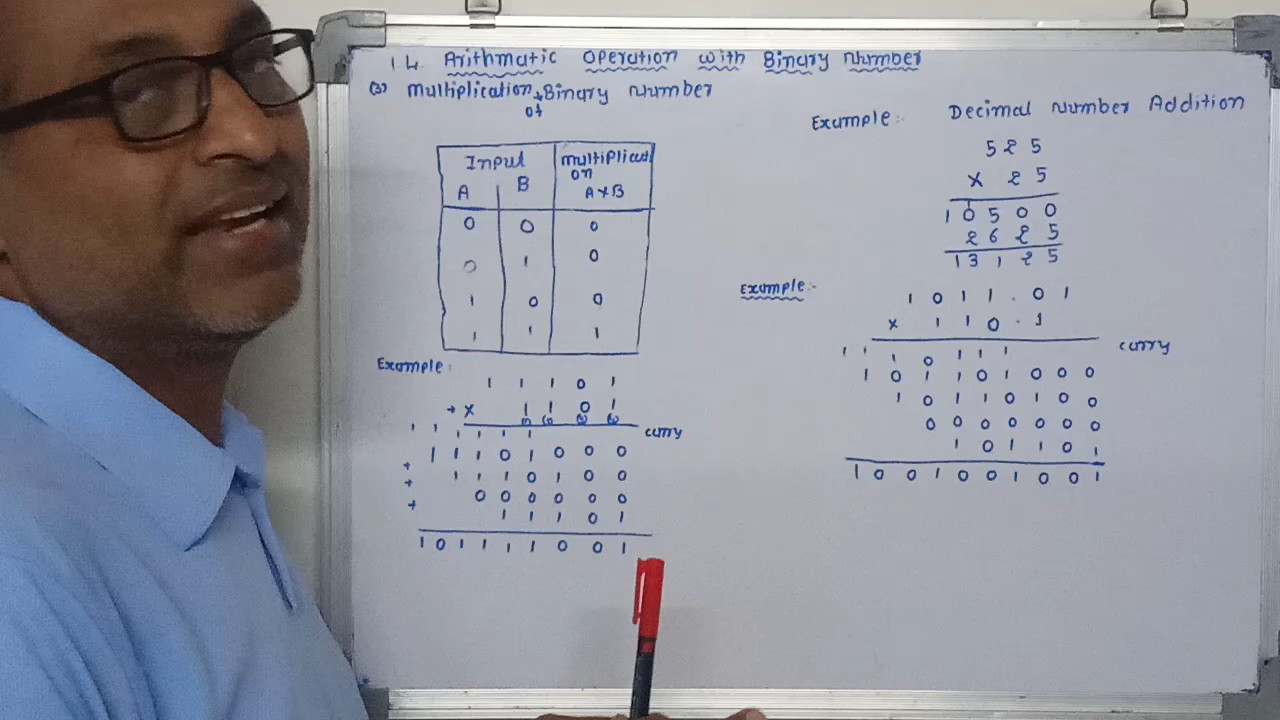 14. Arithmatic Operation with Binary Number
(3) Multiplication of Binary Number
Input
Multiplicati on
A B A×B
0 0 0
0 1 0
1 0 0
1 1 1
Example:
1 1 1 0 1
× 1 1 0 1
carry
1 1 1 1 1 1
1 1 1 0 1 0 0 0
+ 1 1 1 0 1 0 0
+ 0 0 0 0 0 0
+ 1 1 1 0 1
1 0 1 1 1 1 0 0 1
Example:- Decimal Number Addition
5 2 5
× 2 5
1 0 5 0 0
2 6 2 5
1 3 1 2 5
Example:-
1 0 1 1 . 0 1
× 1 1 0 . 1
carry
1 1 1 0 1 1 1
1 0 1 1 0 1 0 0 0
1 0 1 1 0 1 0 0
0 0 0 0 0 0 0
1 0 1 1 0 1
1 0 0 1 0 0 1 0 0 1